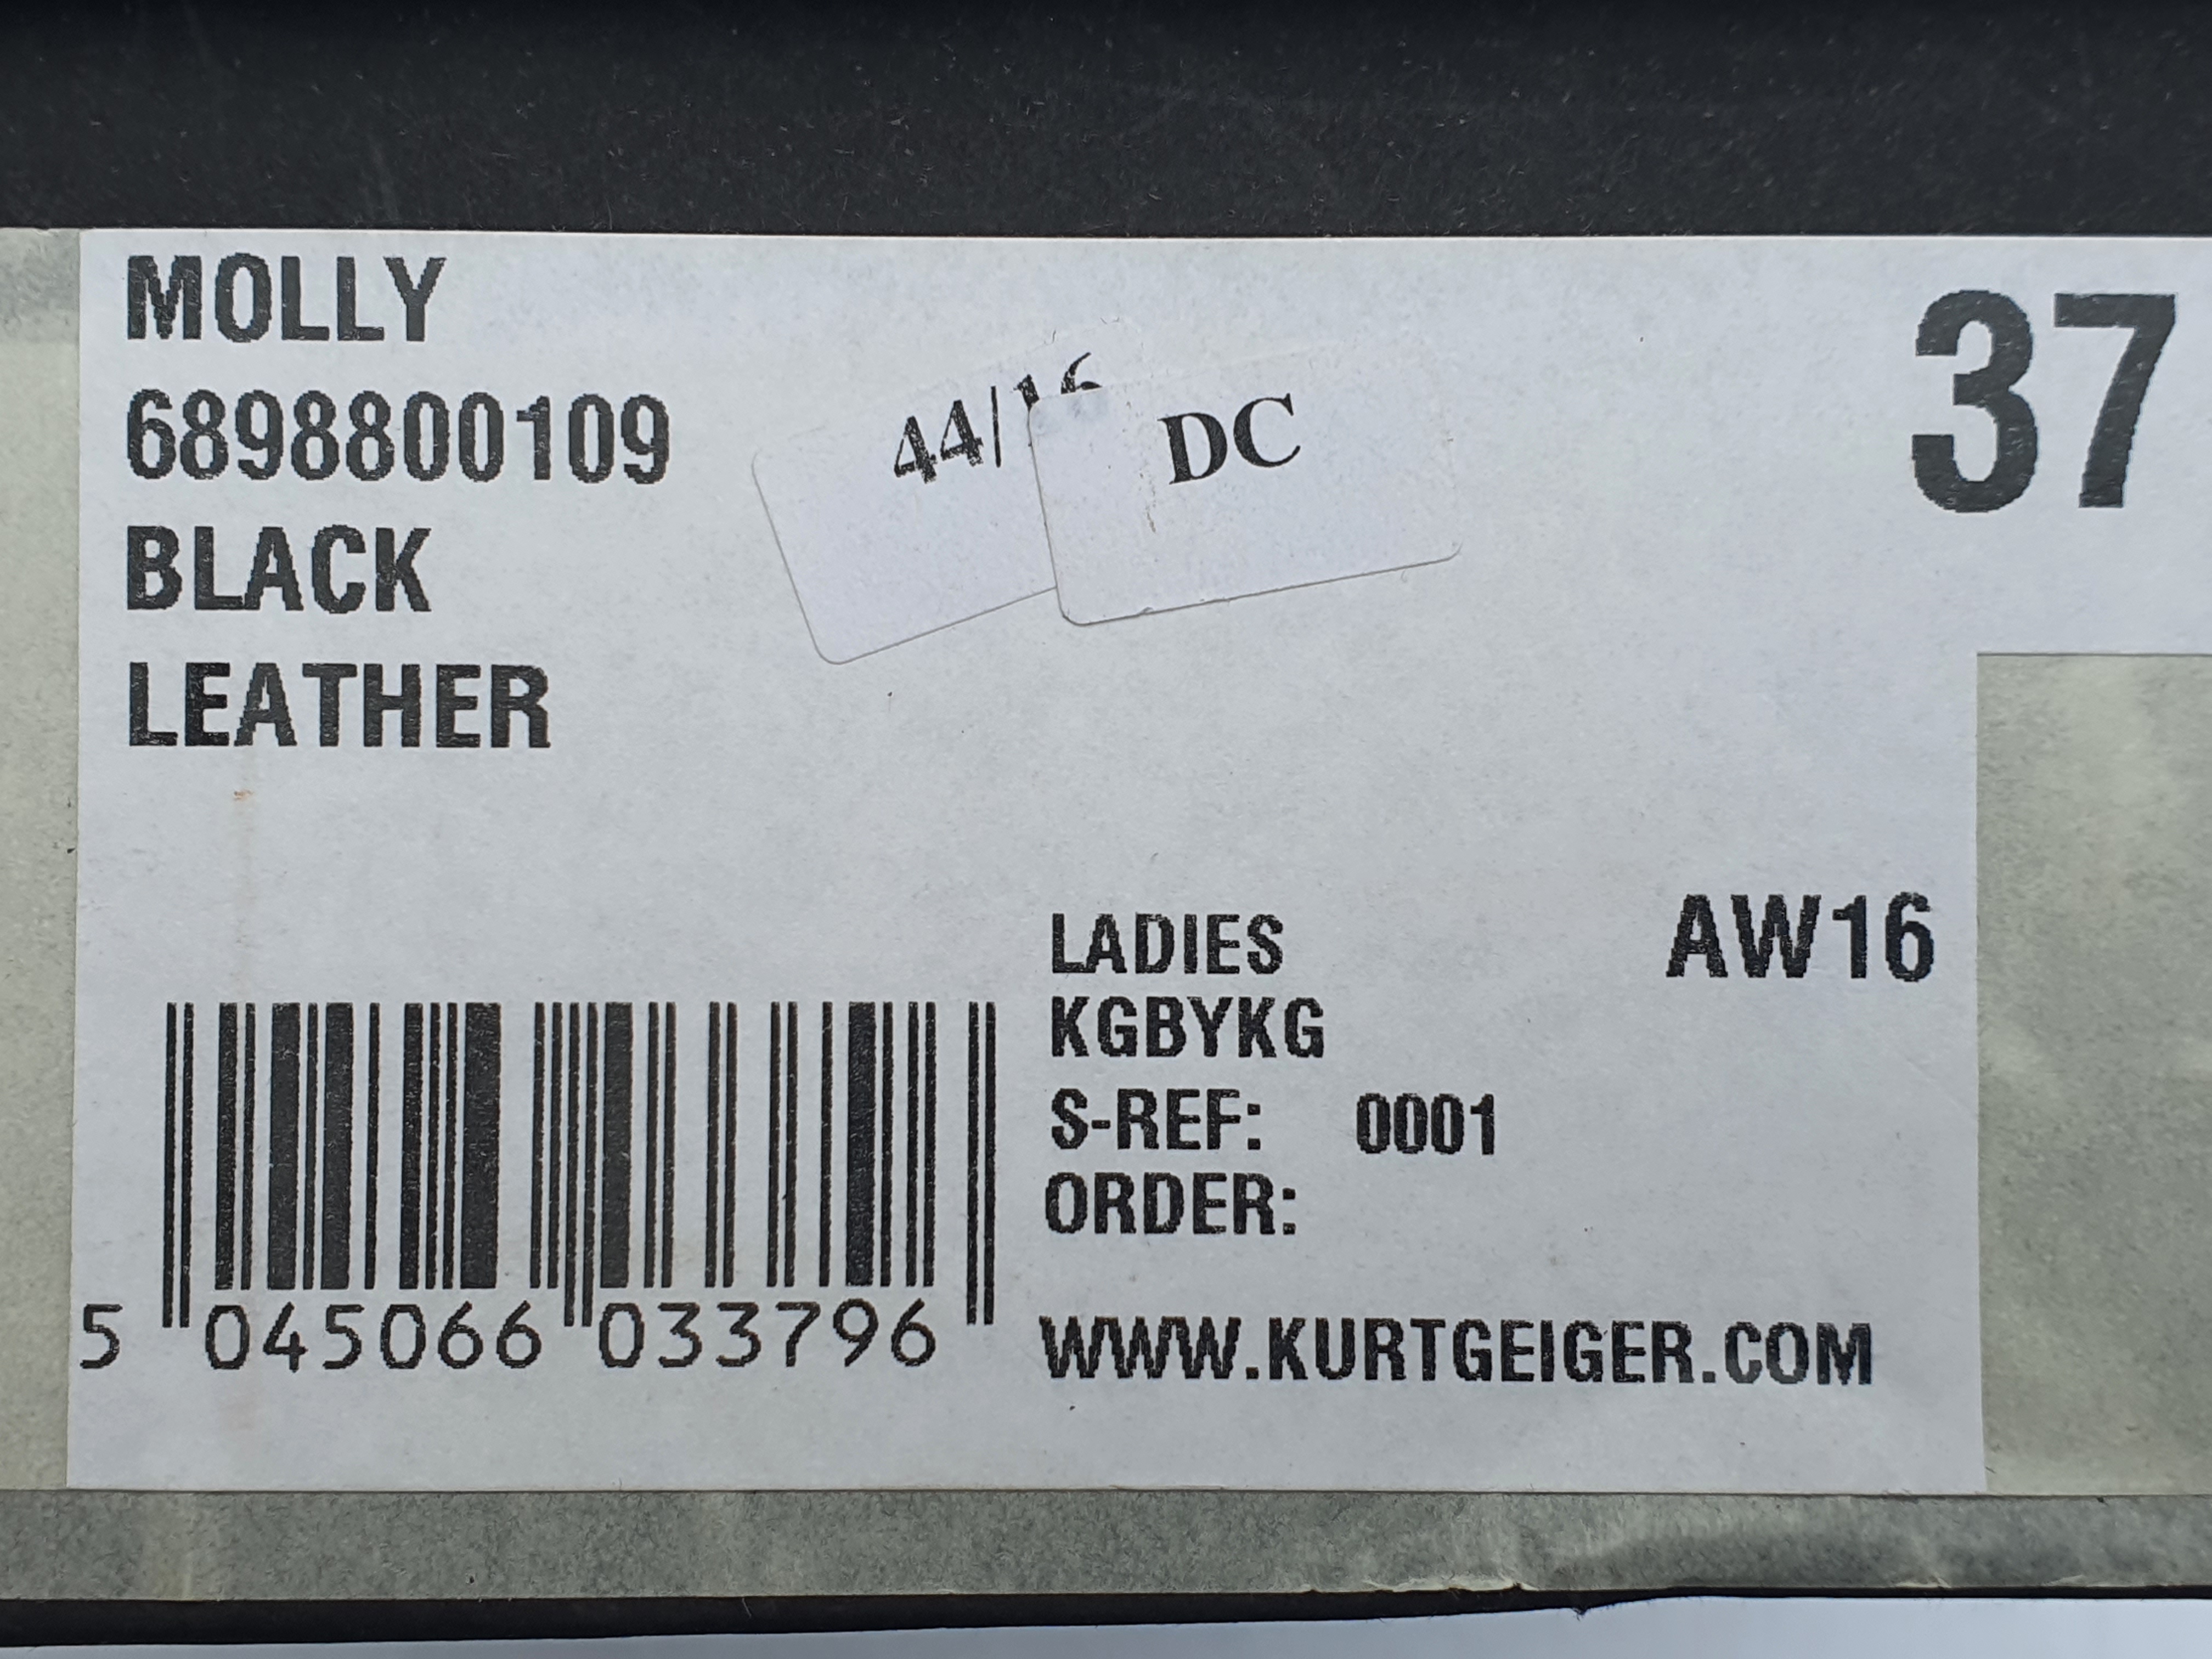 MOLLY
37
6898800109
44/16
DC
BLACK
LEATHER
LADIES
AW16
KGBYKG
S-REF: 0001
ORDER:
5 045066 033796
WWW.KURTGEIGER.COM